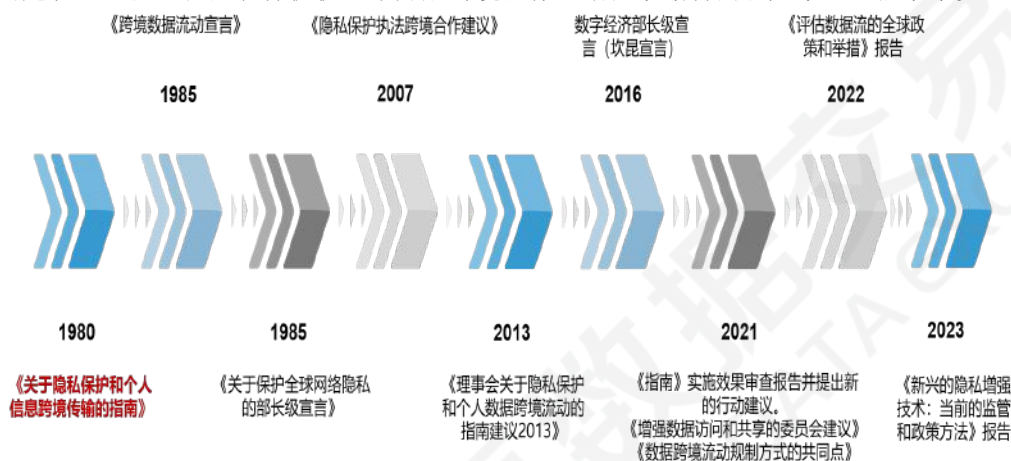 《跨境数据流动宣言》
《隐私保护执法跨境合作建议》
数字经济部长级宣
言（坎昆宣言）
《评估数据流的全球政
策和举措》报告
1985
2007
2016
2022
1980
1985
2013
2021
2023
《关于隐私保护和个人
信息跨境传输的指南》
《关于保护全球网络隐私
的部长级宣言》
《理事会关于隐私保护
和个人数据跨境流动的
指南建议2013》
《指南》实施效果审查报告并提出新
的行动建议。
《增强数据访问和共享的委员会建议》
《数据跨境流动规制方式的共同点》
《新兴的隐私增强
技术：当前的监管
和政策方法》报告
数据交易